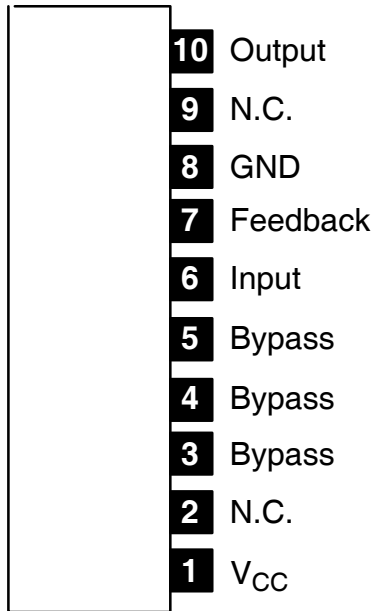 10 Output
9 N.C.
8 GND
7 Feedback
6 Input
5 Bypass
4 Bypass
3 Bypass
2 N.C.
1 VCC